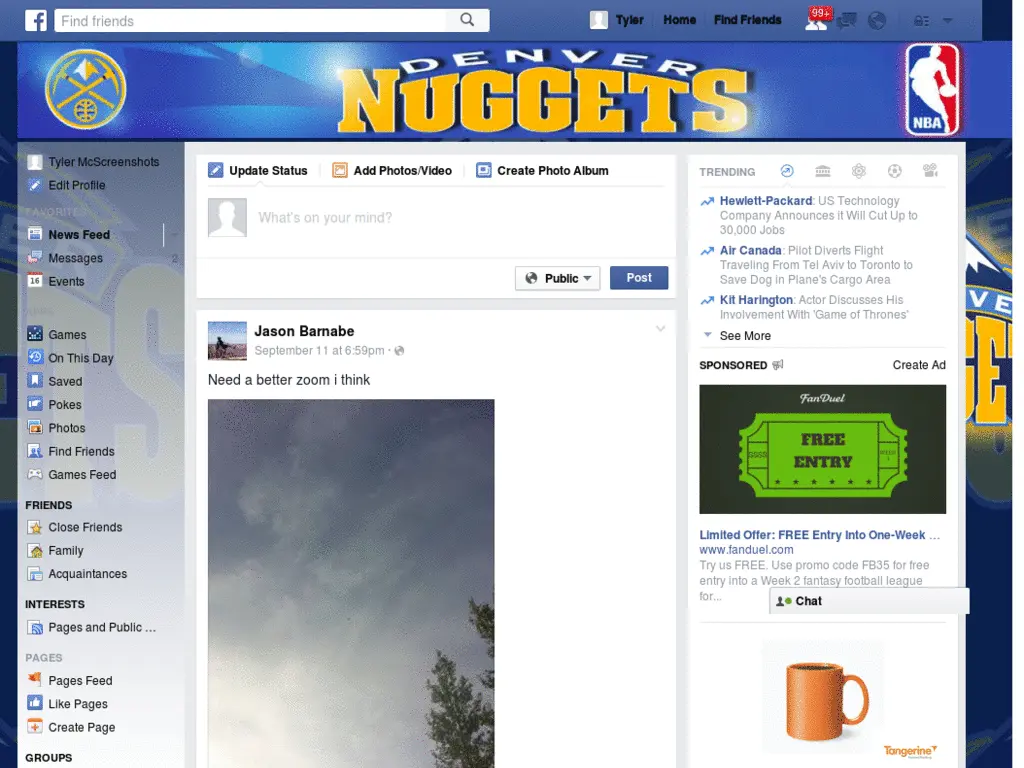 Find friends
Tyler
Home
Find Friends
99+
DENVER
NUGGETS
NBA
Tyler McScreenshots
Edit Profile
FAVORITES
News Feed
Messages
2
16
Events
Games
On This Day
Saved
Pokes
Photos
Find Friends
Games Feed
FRIENDS
Close Friends
Family
Acquaintances
INTERESTS
Pages and Public ...
PAGES
Pages Feed
Like Pages
Create Page
GROUPS
Update Status
Add Photos/Video
Create Photo Album
What's on your mind?
Public
Post
Jason Barnabe
September 11 at 6:59pm ·
Need a better zoom i think
TRENDING
Hewlett-Packard: US Technology
Company Announces it Will Cut Up to
30,000 Jobs
Air Canada: Pilot Diverts Flight
Traveling From Tel Aviv to Toronto to
Save Dog in Plane's Cargo Area
Kit Harington: Actor Discusses His
Involvement With 'Game of Thrones'
See More
SPONSORED
Create Ad
FanDuel
FREE
ENTRY
Limited Offer: FREE Entry Into One-Week ...
www.fanduel.com
Try us FREE. Use promo code FB35 for free
entry into a Week 2 fantasy football league
for...
Chat
Tangerine